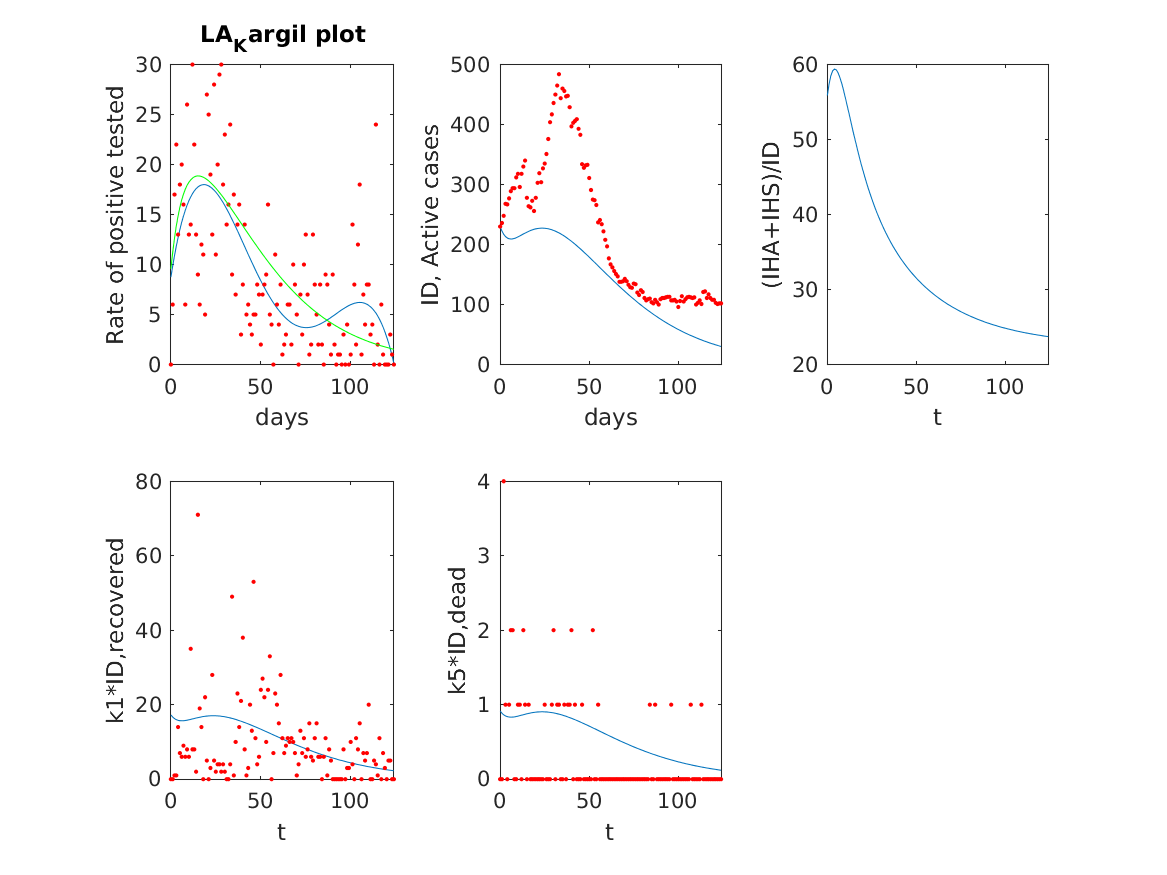 LA_Kargil plot
Rate of positive tested
30
25
20
15
10
5
0
0 50 100
days
ID, Active cases
500
400
300
200
100
0
0 50 100
days
(IHA+IHS)/ID
60
50
40
30
20
0 50 100
t
k1*ID,recovered
80
60
40
20
0
0 50 100
t
k5*ID,dead
4
3
2
1
0
0 50 100
t